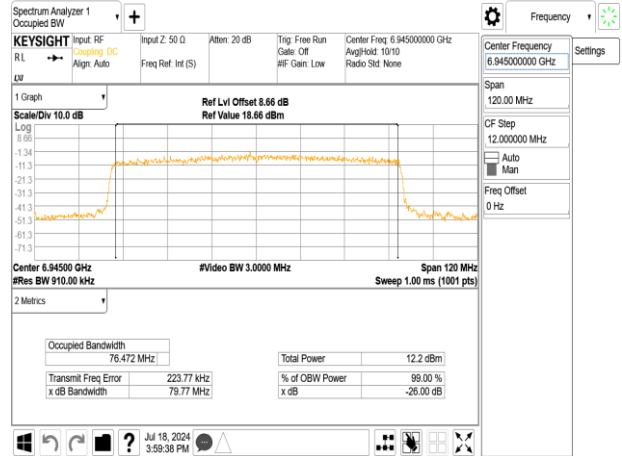 Spectrum Analyzer 1
Occupied BW
KEYSIGHT
RL
Input: RF
Coupling: DC
Align: Auto
Input Z: 50 Ω
Freq Ref: Int (S)
Atten: 20 dB
Trig: Free Run
Gate: Off
#IF Gain: Low
Center Freq: 6.945000000 GHz
Avg|Hold: 10/10
Radio Std: None
LXI
1 Graph
Scale/Div 10.0 dB
Ref Lvl Offset 8.66 dB
Ref Value 18.66 dBm
Log
8.66
-1.34
-11.3
-21.3
-31.3
-41.3
-51.3
-61.3
-71.3
Center 6.94500 GHz
#Res BW 910.00 kHz
#Video BW 3.0000 MHz
Span 120 MHz
Sweep 1.00 ms (1001 pts)
2 Metrics
Occupied Bandwidth
76.472 MHz
Total Power 12.2 dBm
Transmit Freq Error 223.77 kHz
% of OBW Power 99.00 %
x dB Bandwidth 79.77 MHz
x dB -26.00 dB
Jul 18, 2024
3:59:38 PM
Frequency
Settings
Center Frequency
6.945000000 GHz
Span
120.00 MHz
CF Step
12.000000 MHz
Auto
Man
Freq Offset
0 Hz